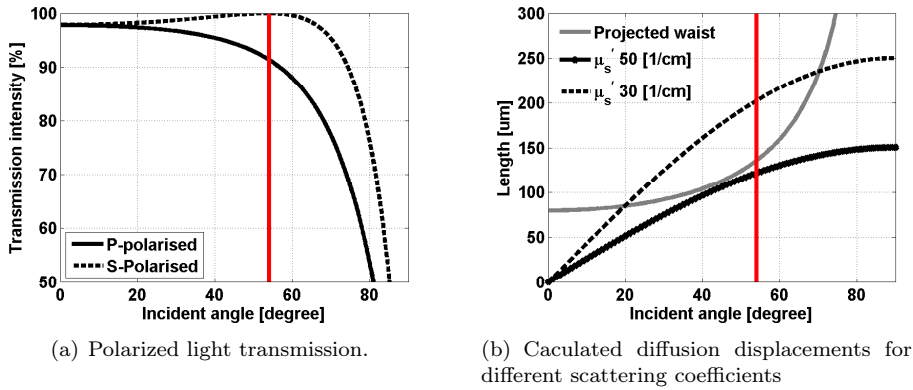 100
90
80
70
60
50
Transmission intensity [%]
P-polarised
S-Polarised
0 20 40 60 80
Incident angle [degree]
(a) Polarized light transmission.
300
250
200
150
100
50
0
Length [um]
Projected waist
μs' 50 [1/cm]
μs' 30 [1/cm]
0 20 40 60 80
Incident angle [degree]
(b) Caculated diffusion displacements for
different scattering coefficients